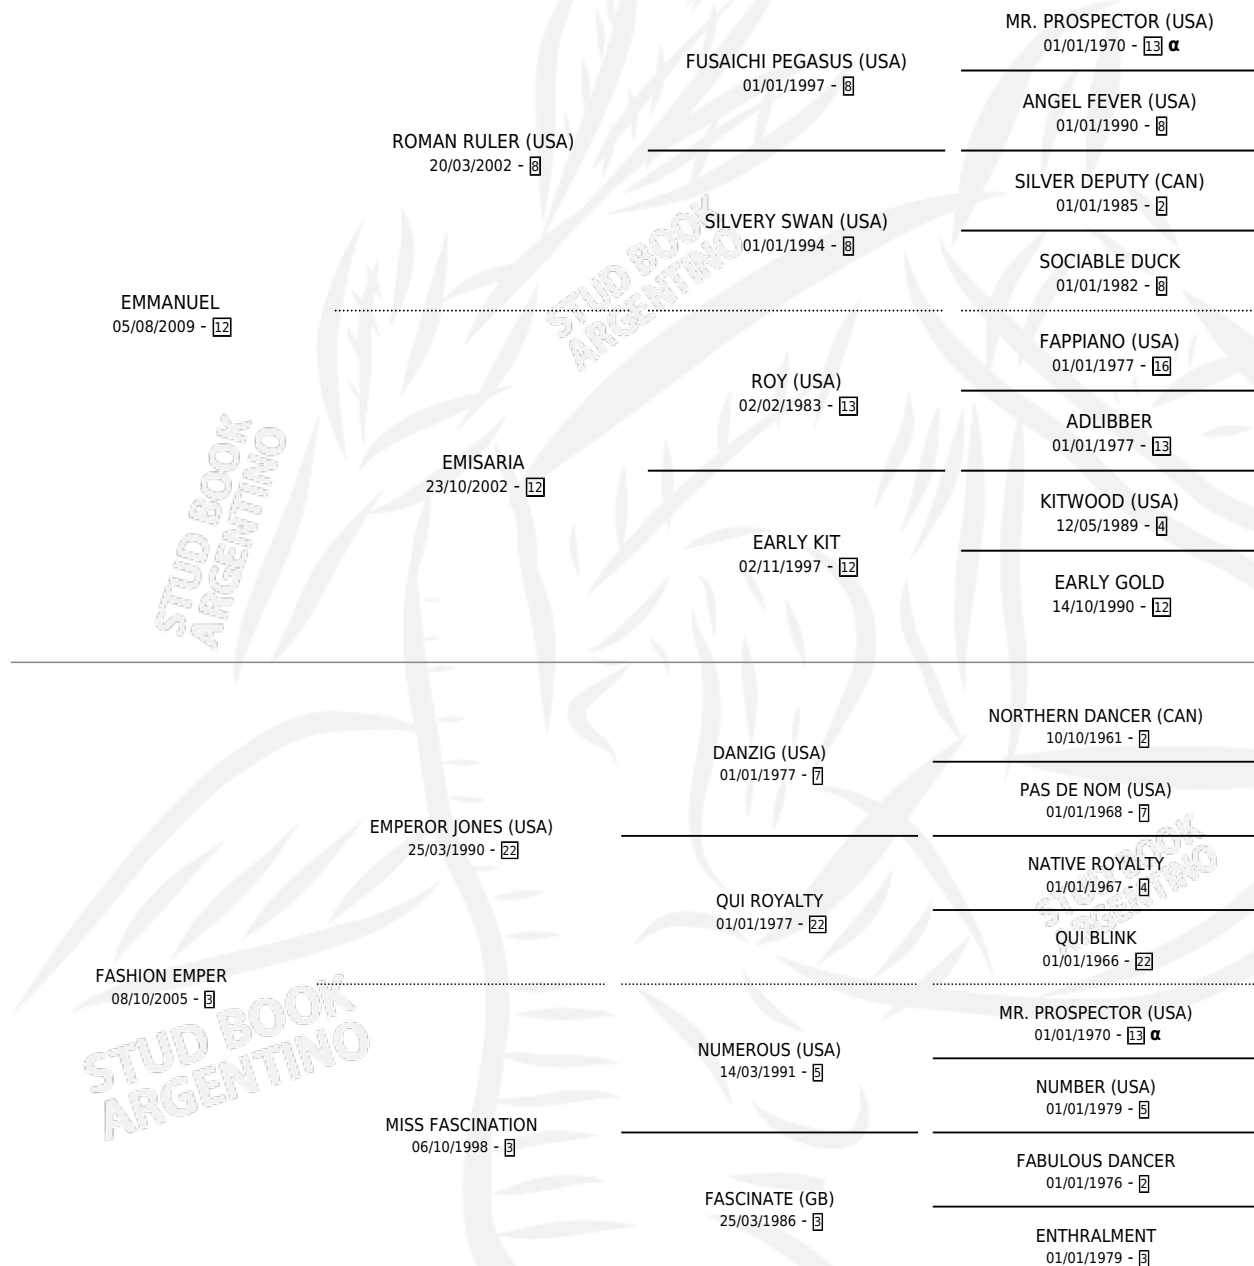 MR. PROSPECTOR (USA)
01/01/1970 - 13 α
FUSAICHI PEGASUS (USA)
01/01/1997 - 8
ANGEL FEVER (USA)
01/01/1990 - 8
ROMAN RULER (USA)
20/03/2002 - 8
SILVER DEPUTY (CAN)
01/01/1985 - 2
SILVERY SWAN (USA)
01/01/1994 - 8
SOCIABLE DUCK
01/01/1982 - 8
EMMANUEL
05/08/2009 - 12
FAPPIANO (USA)
01/01/1977 - 16
ROY (USA)
02/02/1983 - 13
ADLIBBER
01/01/1977 - 13
EMISARIA
23/10/2002 - 12
KITWOOD (USA)
12/05/1989 - 4
EARLY KIT
02/11/1997 - 12
EARLY GOLD
14/10/1990 - 12
NORTHERN DANCER (CAN)
10/10/1961 - 2
DANZIG (USA)
01/01/1977 - 7
PAS DE NOM (USA)
01/01/1968 - 7
EMPEROR JONES (USA)
25/03/1990 - 22
NATIVE ROYALTY
01/01/1967 - 4
QUI ROYALTY
01/01/1977 - 22
QUI BLINK
01/01/1966 - 22
FASHION EMPER
08/10/2005 - 3
MR. PROSPECTOR (USA)
01/01/1970 - 13 α
NUMEROUS (USA)
14/03/1991 - 5
NUMBER (USA)
01/01/1979 - 5
MISS FASCINATION
06/10/1998 - 3
FABULOUS DANCER
01/01/1976 - 2
FASCINATE (GB)
25/03/1986 - 3
ENTHRALMENT
01/01/1979 - 3
STUD BOOK
ARGENTINO
STUD BOOK
ARGENTINO
STUD BOOK
ARGENTINO
STUD BOOK
ARGENTINO